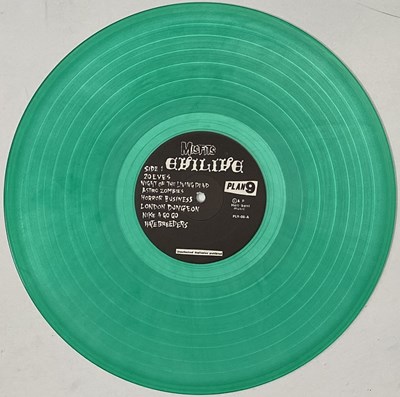 Misfits
EVILIVE
SIDE 1
20 EYES
NIGHT OF THE LIVING DEAD
ASTRO ZOMBIES
HORROR BUSINESS
LONDON DUNGEON
NIKE A GO GO
HATEBREEDERS
PLAN 9